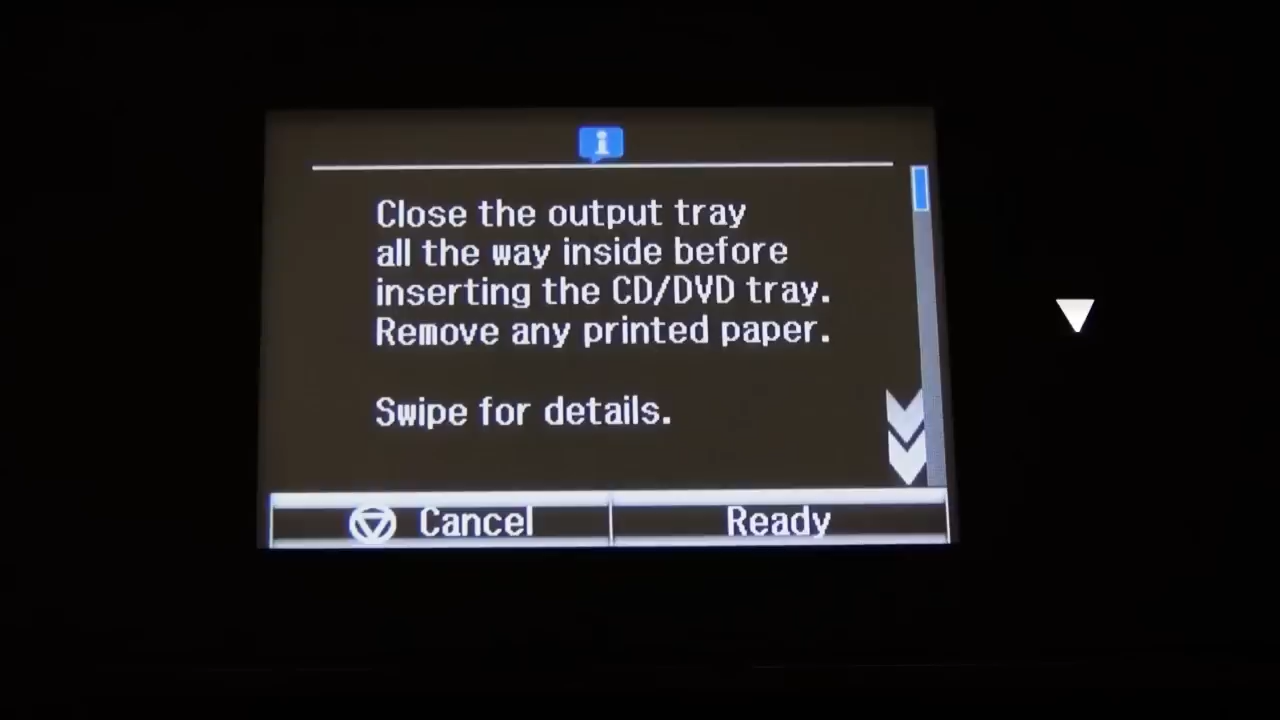 Close the output tray
all the way inside before
inserting the CD/DVD tray.
Remove any printed paper.
Swipe for details.
Cancel
Ready